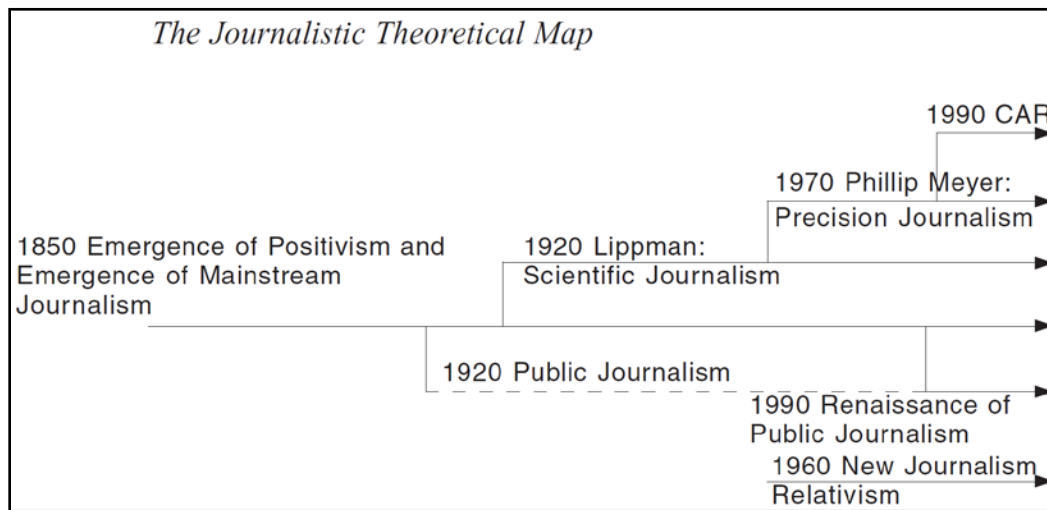 The Journalistic Theoretical Map
1990 CAR
1970 Phillip Meyer:
Precision Journalism
1850 Emergence of Positivism and
Emergence of Mainstream
Journalism
1920 Lippman:
Scientific Journalism
1920 Public Journalism
1990 Renaissance of
Public Journalism
1960 New Journalism
Relativism